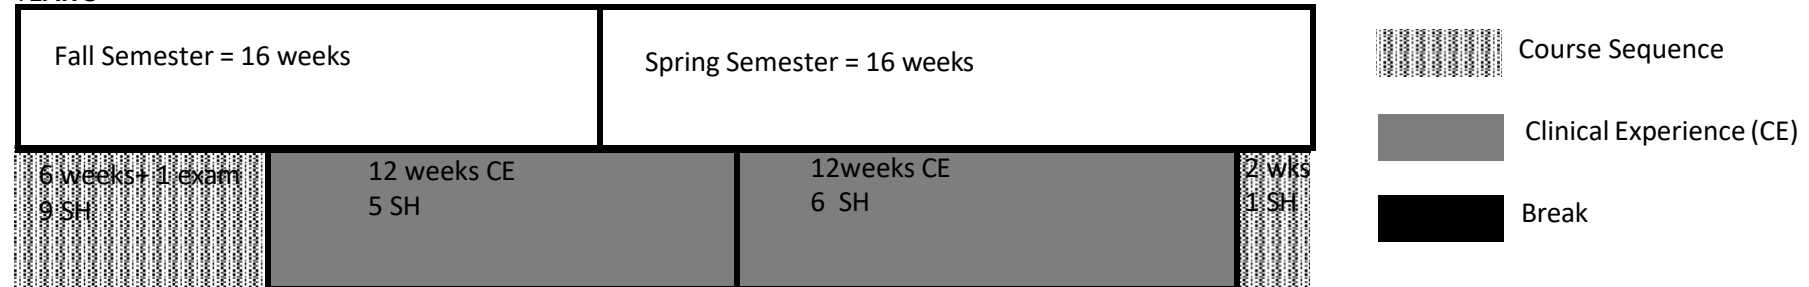 Fall Semester = 16 weeks
Spring Semester = 16 weeks
Course Sequence
Clinical Experience (CE)
Break
6 weeks+ 1 exam
9 SH
12 weeks CE
5 SH
12weeks CE
6 SH
2 wks
1 SH